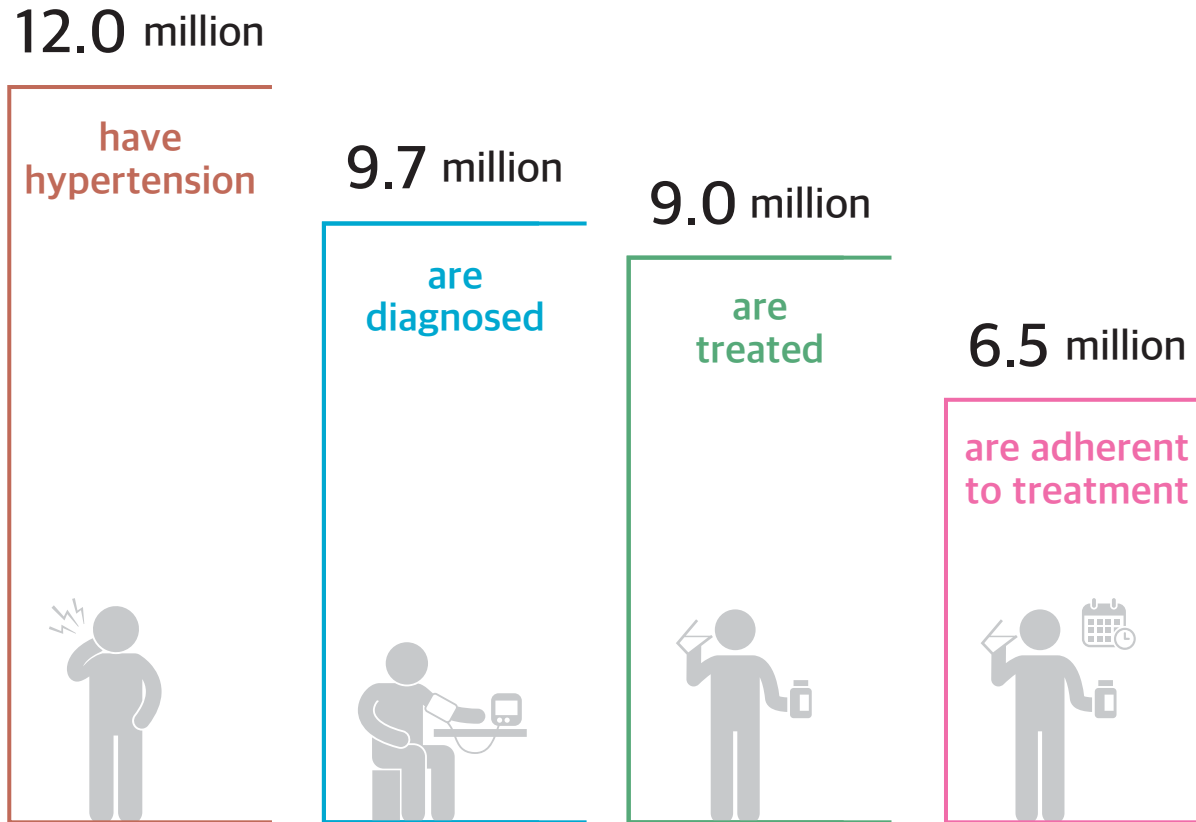 12.0 million
have
hypertension
9.7 million
are
diagnosed
9.0 million
are
treated
6.5 million
are adherent
to treatment